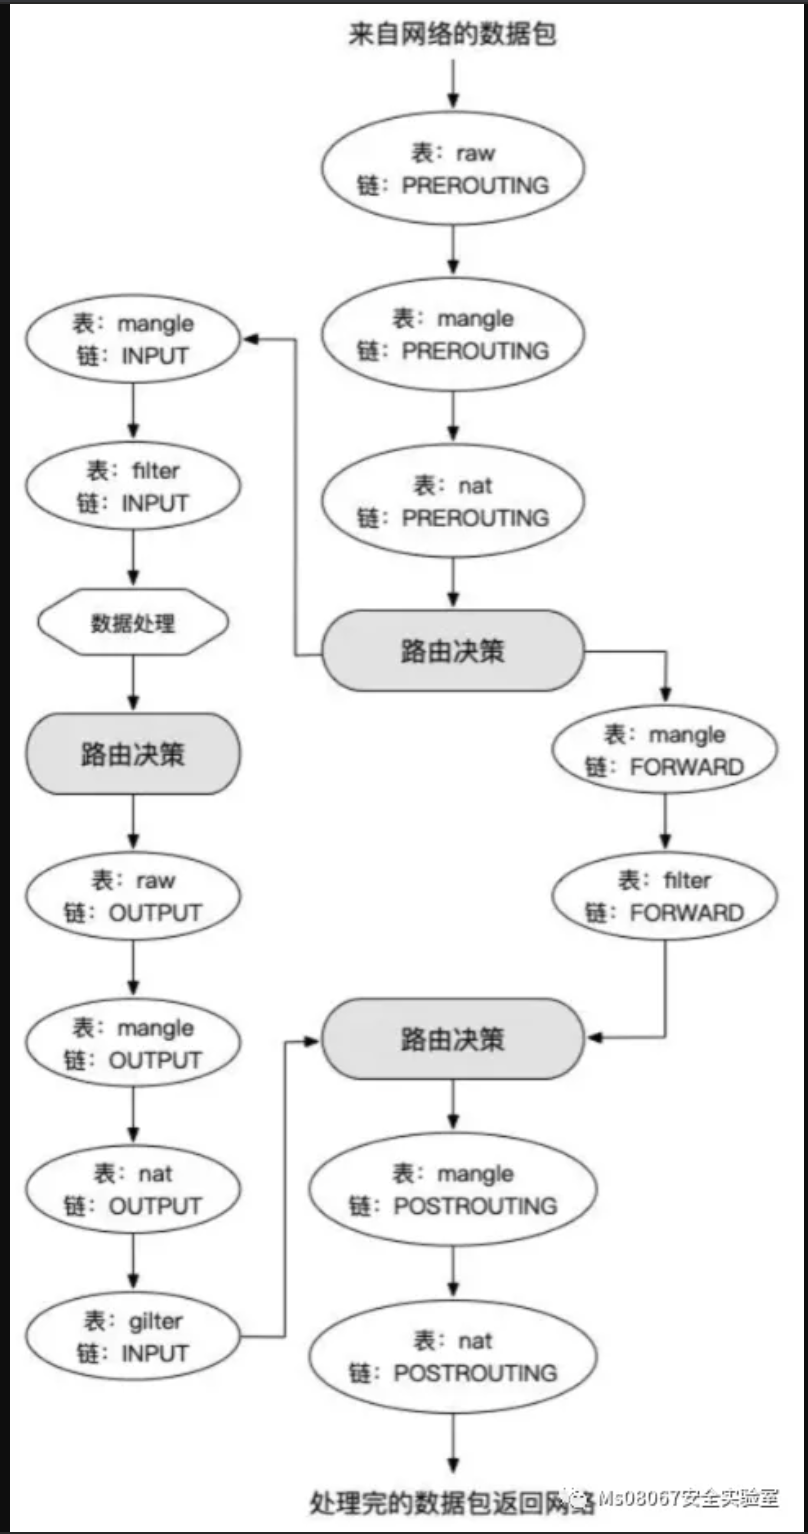 来自网络的数据包
表：raw
链：PREROUTING
表：mangle
链：PREROUTING
表：nat
链：PREROUTING
路由决策
表：mangle
链：INPUT
表：filter
链：INPUT
数据处理
路由决策
表：raw
链：OUTPUT
表：mangle
链：OUTPUT
表：nat
链：OUTPUT
表：gilter
链：INPUT
表：mangle
链：FORWARD
表：filter
链：FORWARD
路由决策
表：mangle
链：POSTROUTING
表：nat
链：POSTROUTING
处理完的数据包返回网络
Ms08067安全实验室